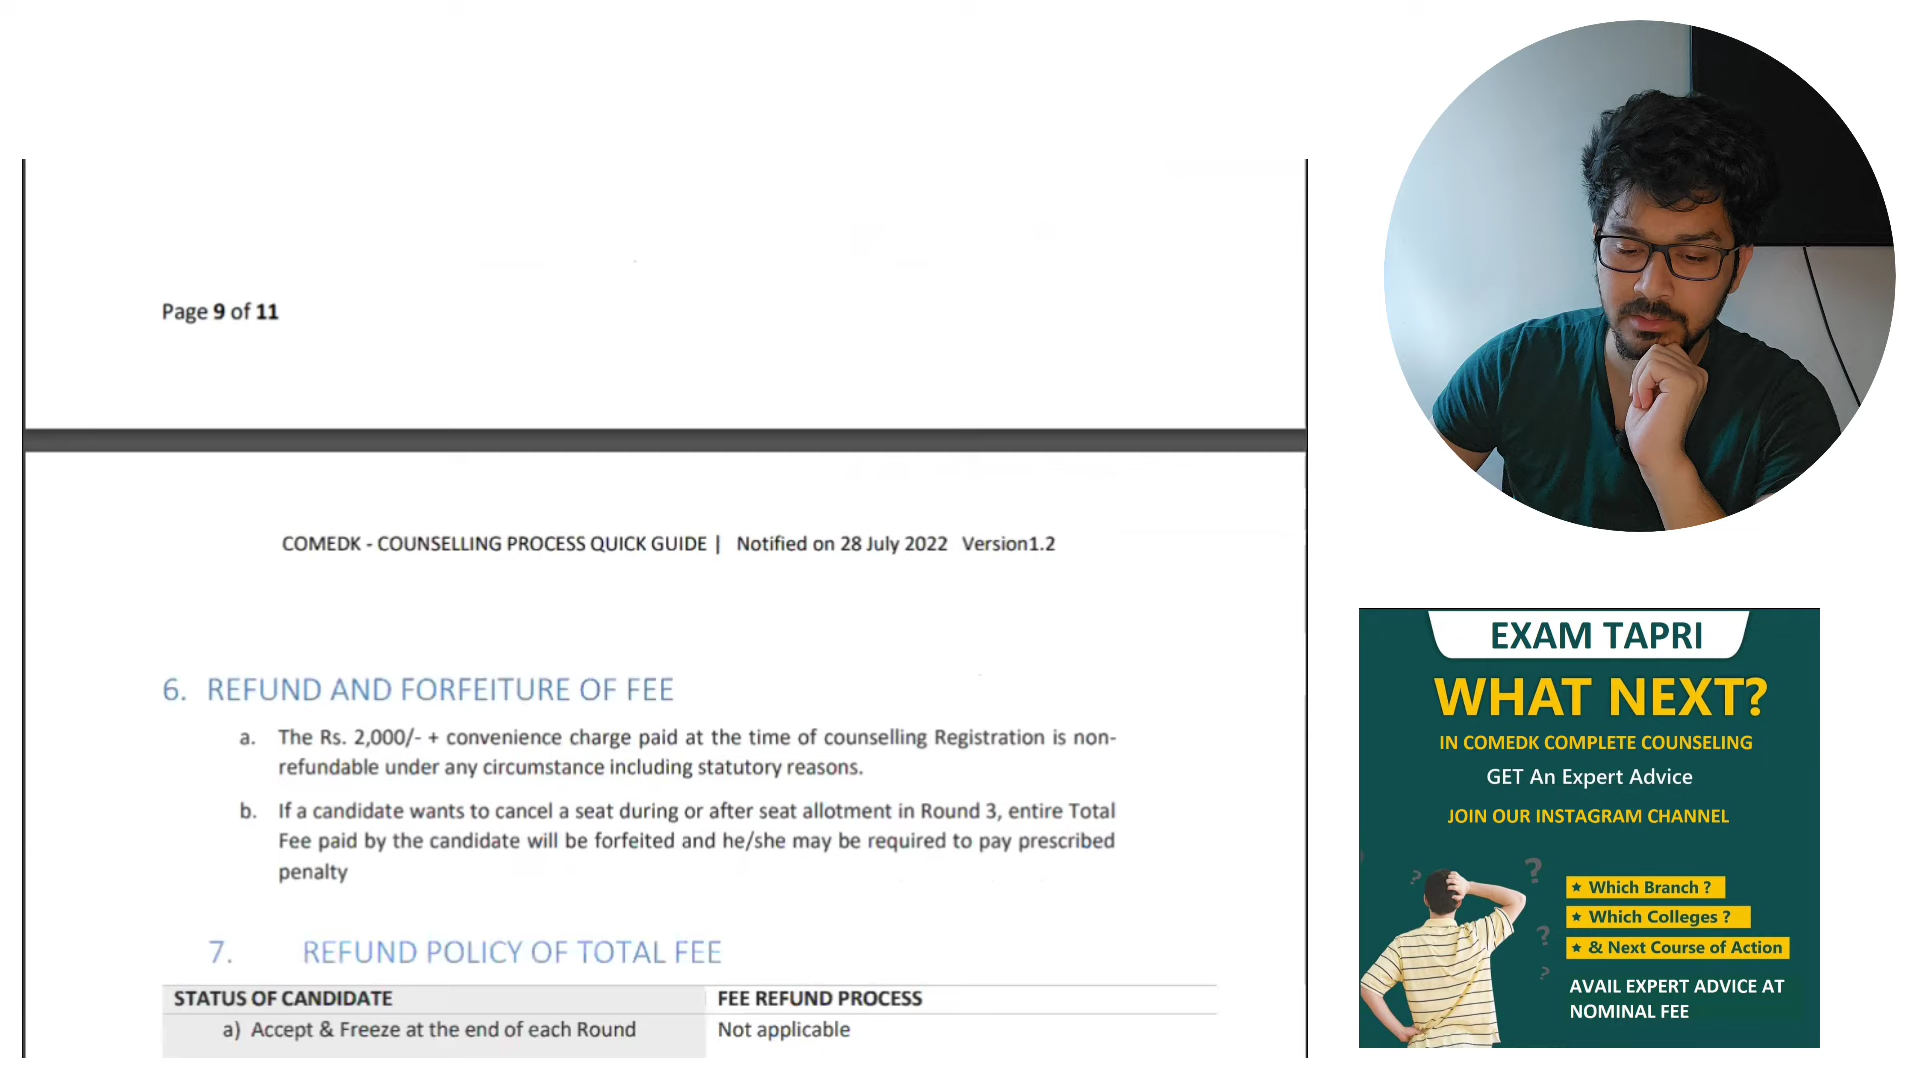 Page 9 of 11
COMEDK - COUNSELLING PROCESS QUICK GUIDE | Notified on 28 July 2022 Version1.2
6. REFUND AND FORFEITURE OF FEE
a. The Rs. 2,000/- + convenience charge paid at the time of counselling Registration is non-
refundable under any circumstance including statutory reasons.
b. If a candidate wants to cancel a seat during or after seat allotment in Round 3, entire Total
Fee paid by the candidate will be forfeited and he/she may be required to pay prescribed
penalty
7. REFUND POLICY OF TOTAL FEE
STATUS OF CANDIDATE FEE REFUND PROCESS
a) Accept & Freeze at the end of each Round Not applicable
EXAM TAPRI
WHAT NEXT?
IN COMEDK COMPLETE COUNSELING
GET An Expert Advice
JOIN OUR INSTAGRAM CHANNEL
? ?
★ Which Branch ?
★ Which Colleges ?
? ★ & Next Course of Action
?
AVAIL EXPERT ADVICE AT
NOMINAL FEE